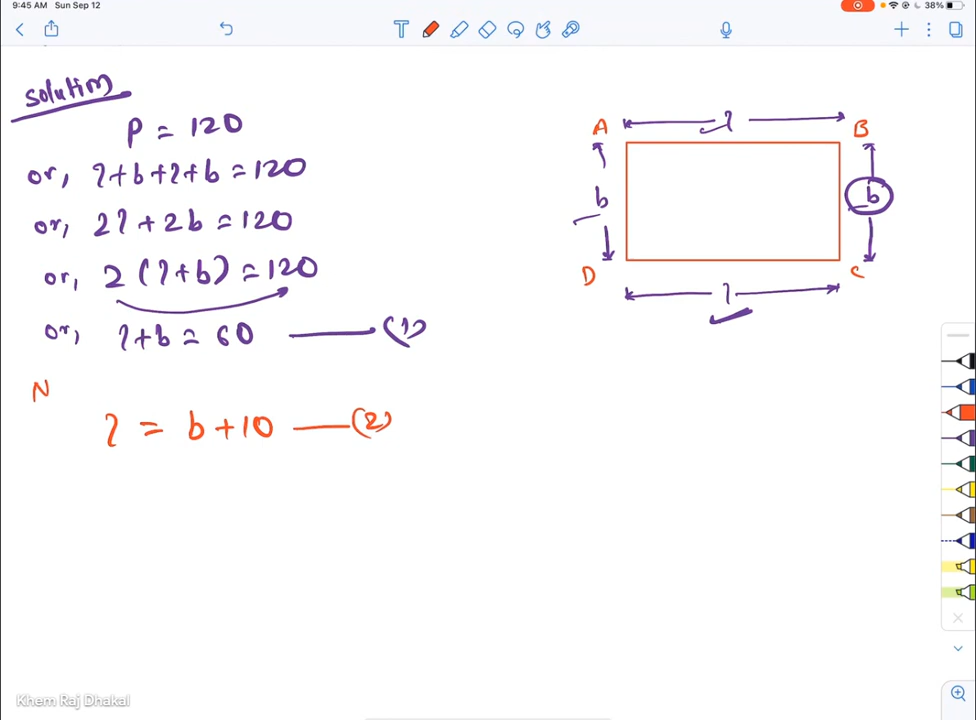 9:45 AM Sun Sep 12
38%
solution
P = 120
or, l+b+l+b = 120
or, 2l + 2b = 120
or, 2 (l+b) = 120
or, l+b = 60 —— (1)
N
l = b+10 —— (2)
A l B
b b
D C
l
Khem Raj Dhakal